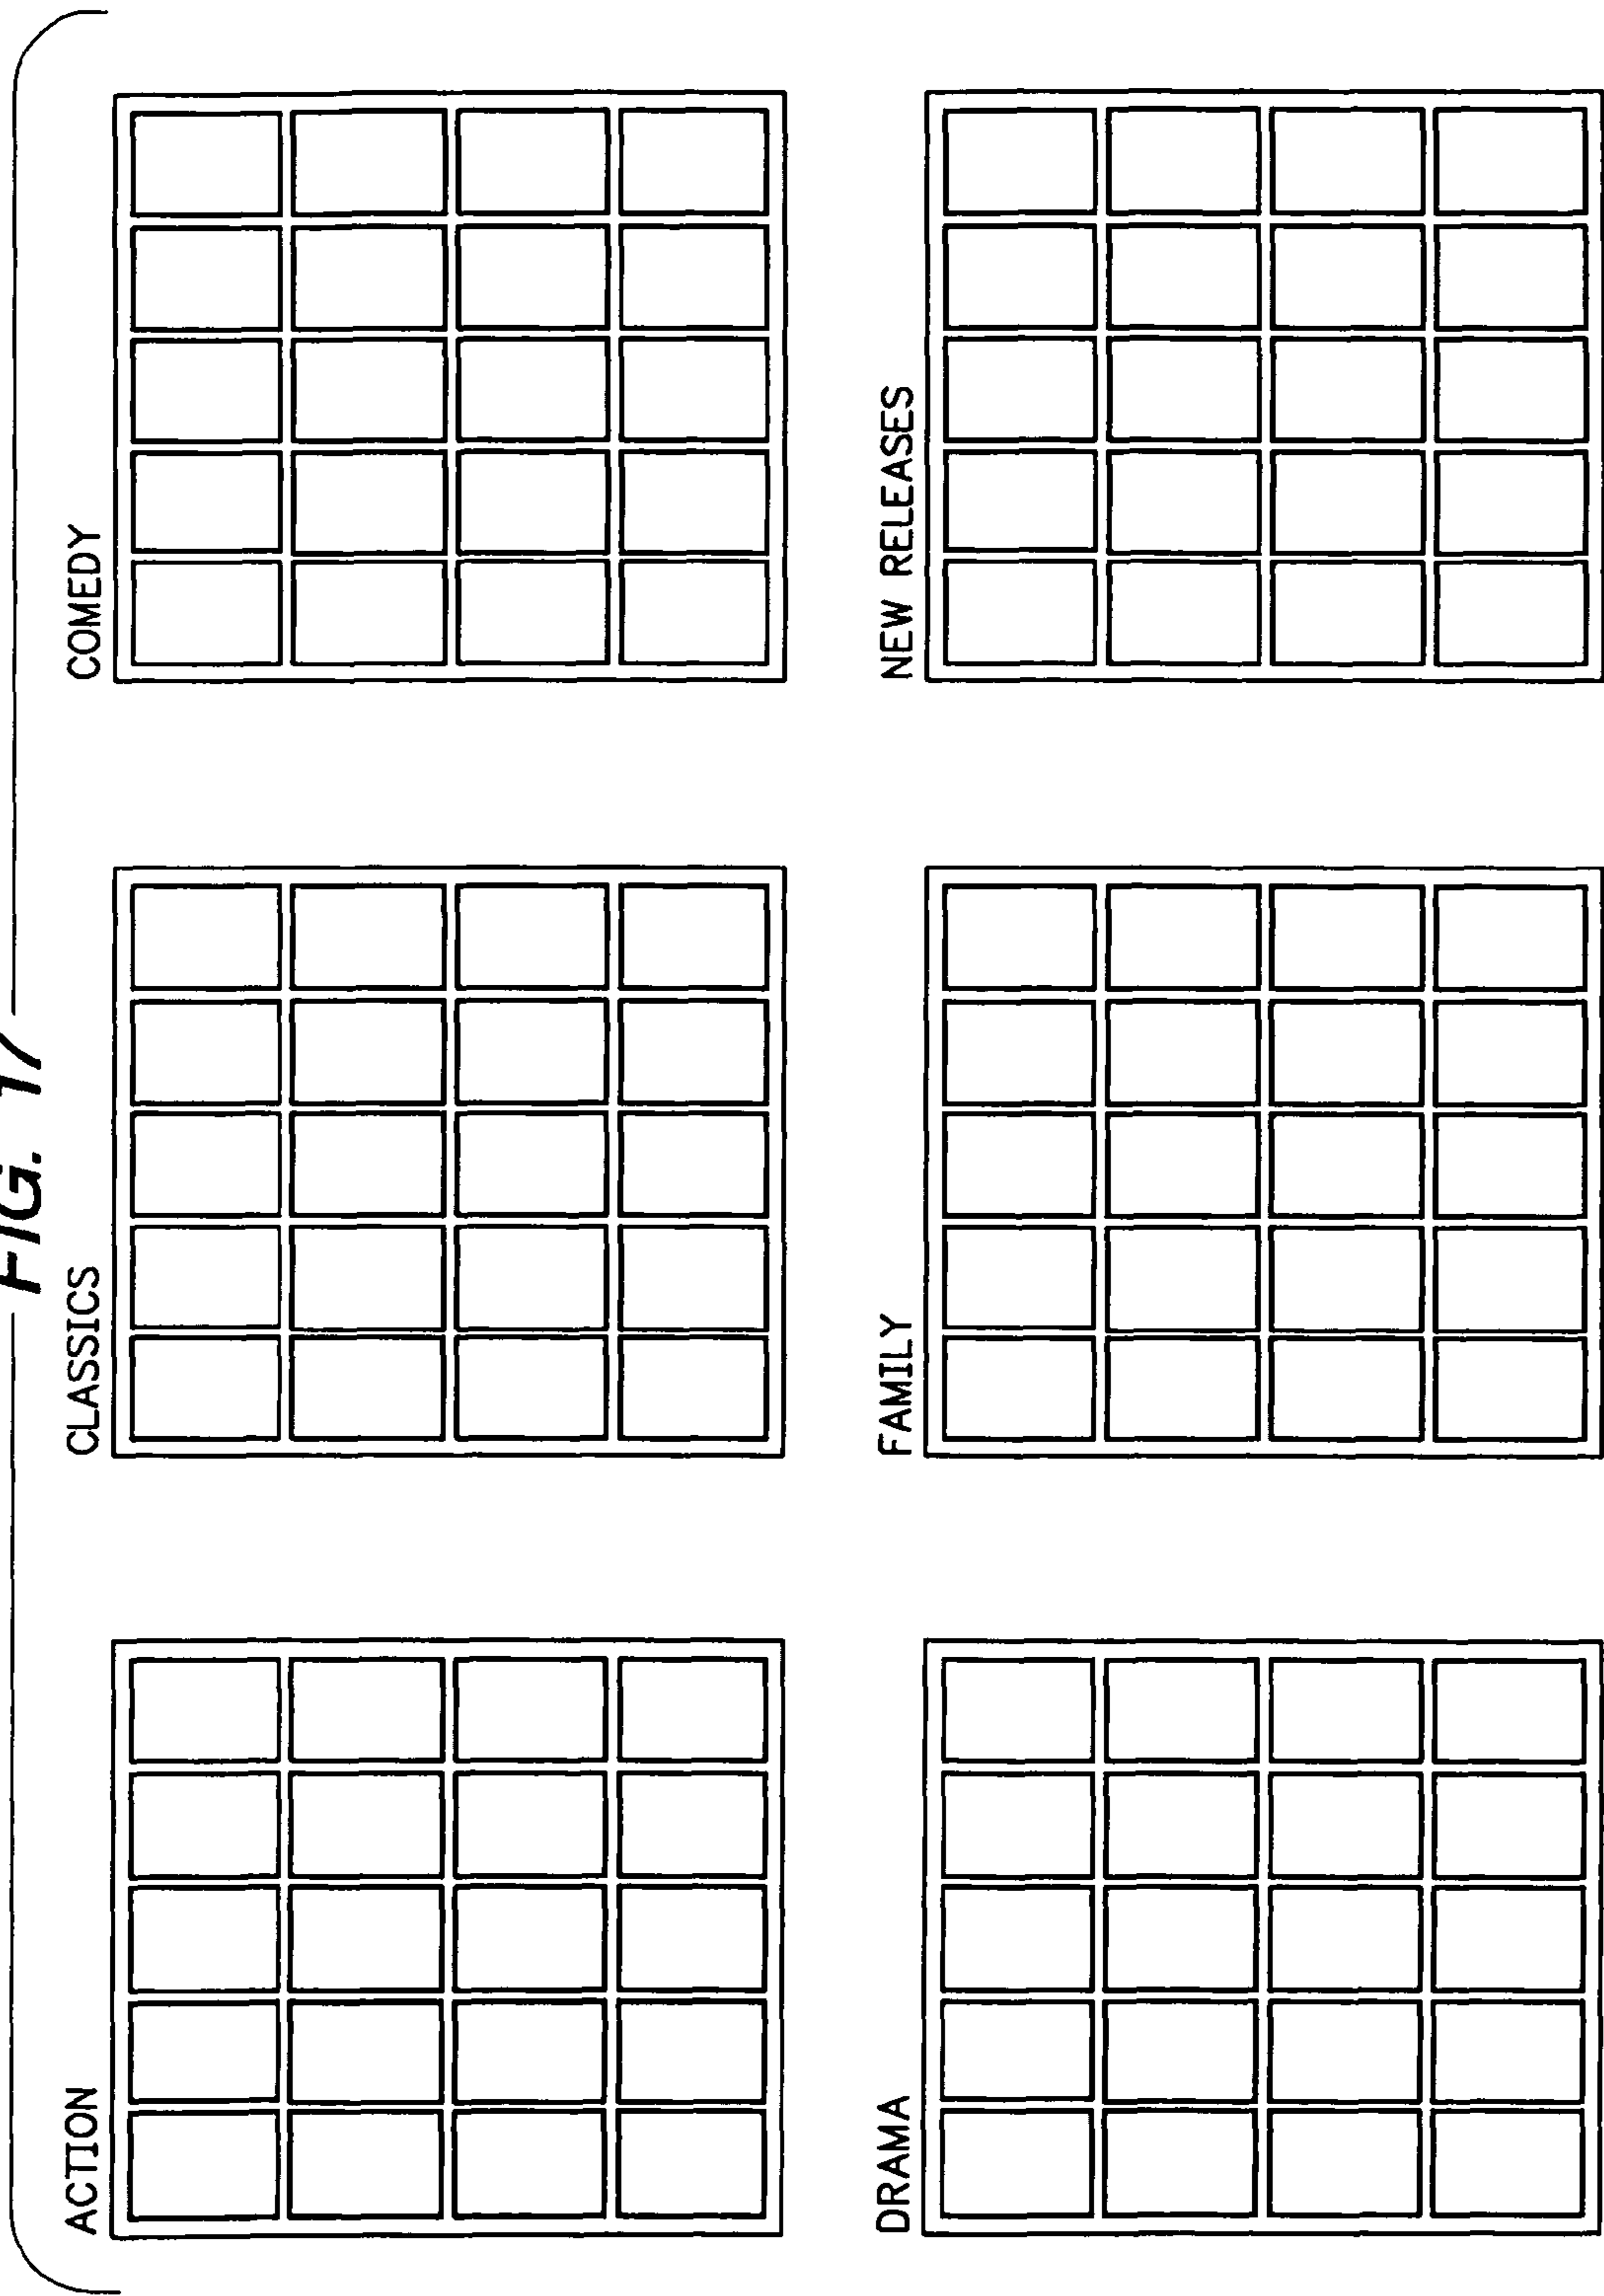 FIG. 17
ACTION
CLASSICS
COMEDY
DRAMA
FAMILY
NEW RELEASES